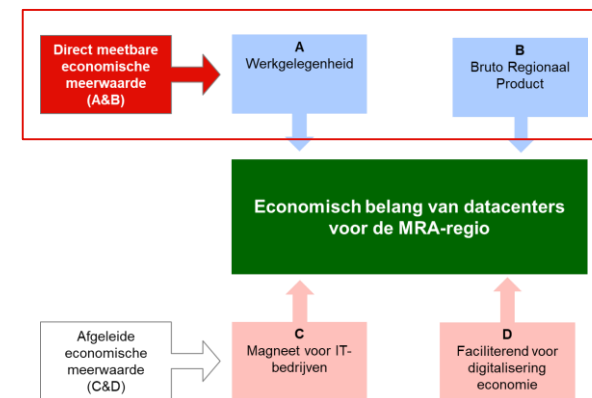 Direct meetbare
economische
meerwaarde
(A&B)
A
Werkgelegenheid
B
Bruto Regionaal
Product
Economisch belang van datacenters
voor de MRA-regio
Afgeleide
economische
meerwaarde
(C&D)
C
Magneet voor IT-
bedrijven
D
Faciliterend voor
digitalisering
economie